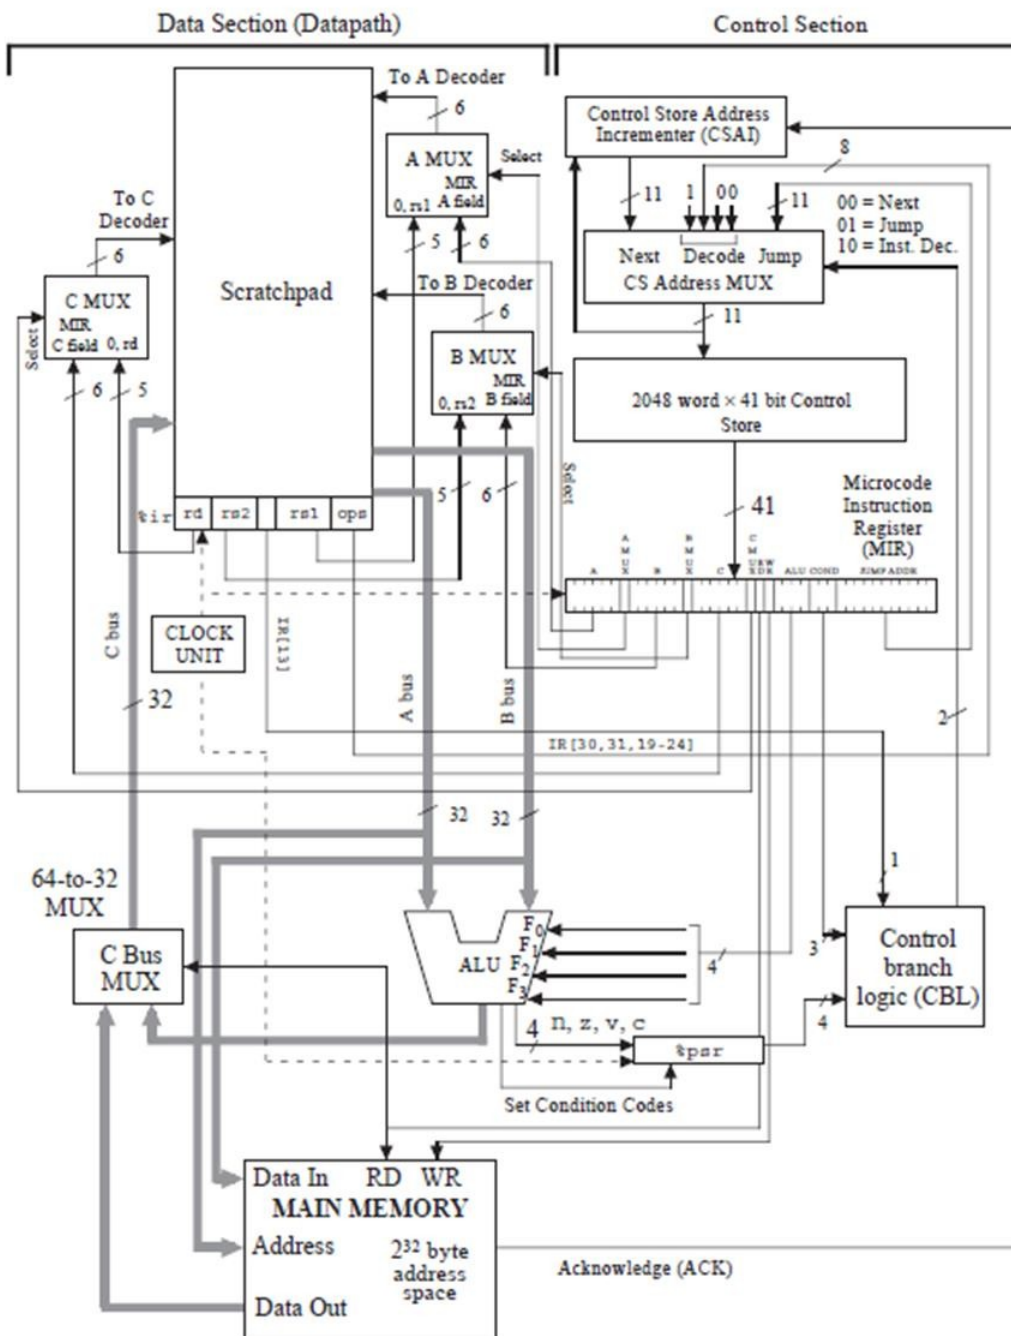 Data Section (Datapath)
Control Section
To A Decoder
6
A MUX
MIR
A field
0, rs1
5
6
Select
Control Store Address
Incrementer (CSAI)
8
11
1
00
11
00 = Next
01 = Jump
10 = Inst. Dec.
Next
Decode
Jump
CS Address MUX
11
To C
Decoder
6
C MUX
MIR
C field
0, rd
Select
6
5
Scratchpad
To B Decoder
6
B MUX
MIR
B field
0, rs2
5
6
Select
2048 word × 41 bit Control
Store
41
Microcode
Instruction
Register
(MIR)
%ir
rd
rs2
rs1
ops
A
AMUX
B
BMUX
C
CMUX
RD
WR
ALU
COND
JUMP ADDR
CLOCK
UNIT
IR[13]
C bus
32
A bus
B bus
2
IR[30,31,19-24]
32
32
64-to-32
MUX
C Bus
MUX
ALU
F0
F1
F2
F3
4
1
3
Control
branch
logic (CBL)
4
4
n, z, v, c
%psr
Set Condition Codes
Data In
RD
WR
MAIN MEMORY
Address
2³² byte
address
space
Data Out
Acknowledge (ACK)